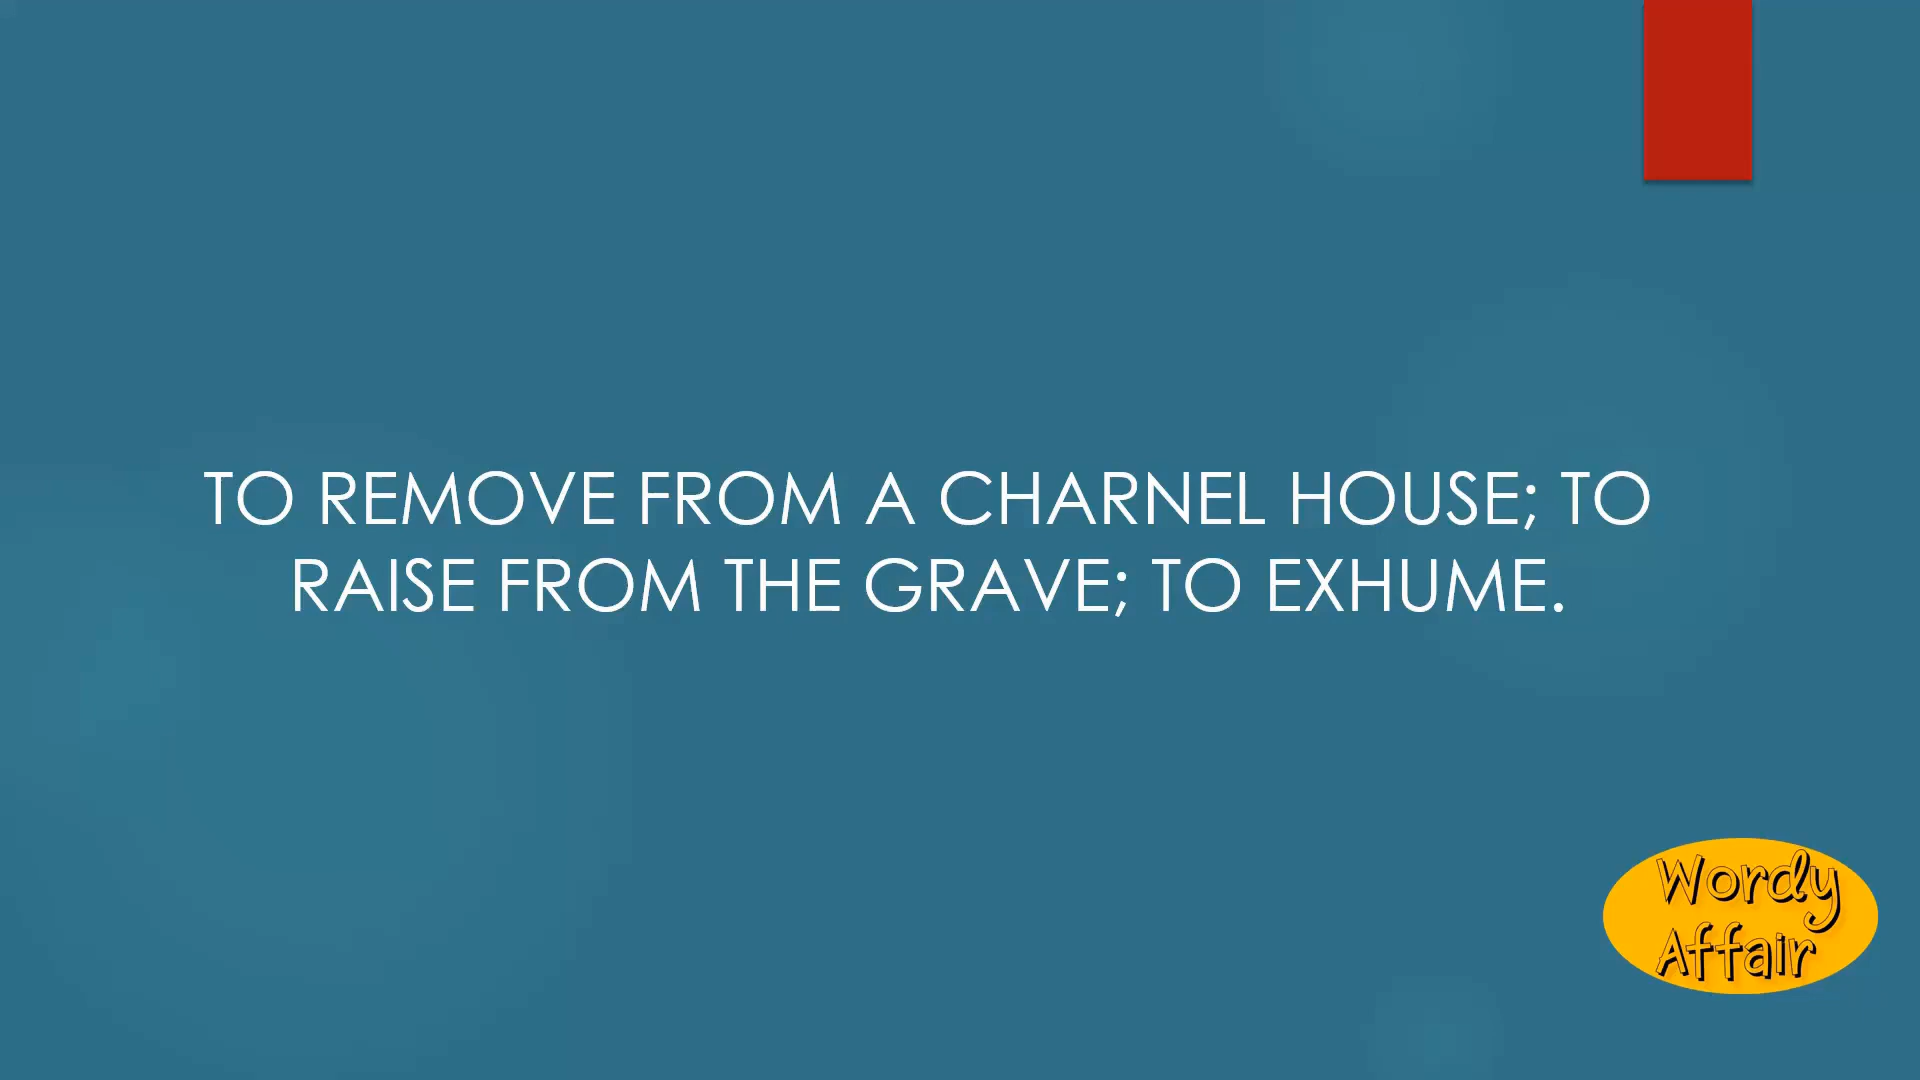 TO REMOVE FROM A CHARNEL HOUSE; TO
RAISE FROM THE GRAVE; TO EXHUME.
Wordy
Affair